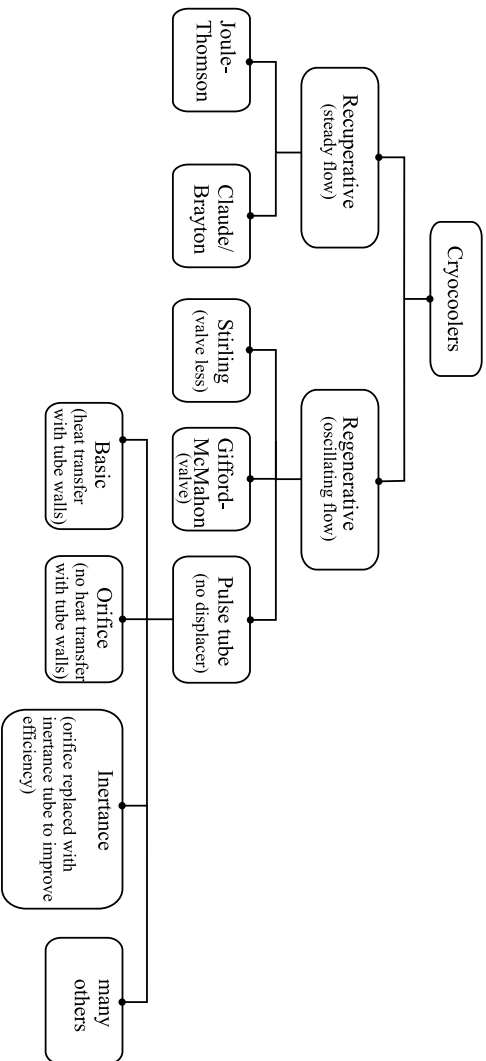 Cryocoolers
Recuperative
(steady flow)
Regenerative
(oscillating flow)
Joule-
Thomson
Claude/
Brayton
Stirling
(valve less)
Gifford-
McMahon
(valve)
Pulse tube
(no displacer)
Basic
(heat transfer
with tube walls)
Orifice
(no heat transfer
with tube walls)
Inertance
(orifice replaced with
inertance tube to improve
efficiency)
many
others